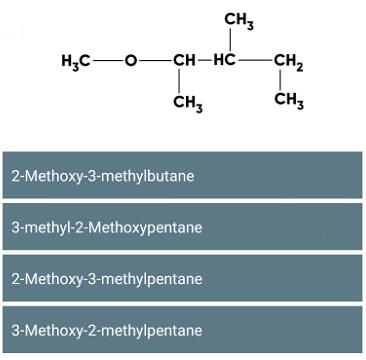 CH₃
H₃C—O—CH—HC—CH₂
CH₃ CH₃
2-Methoxy-3-methylbutane
3-methyl-2-Methoxypentane
2-Methoxy-3-methylpentane
3-Methoxy-2-methylpentane